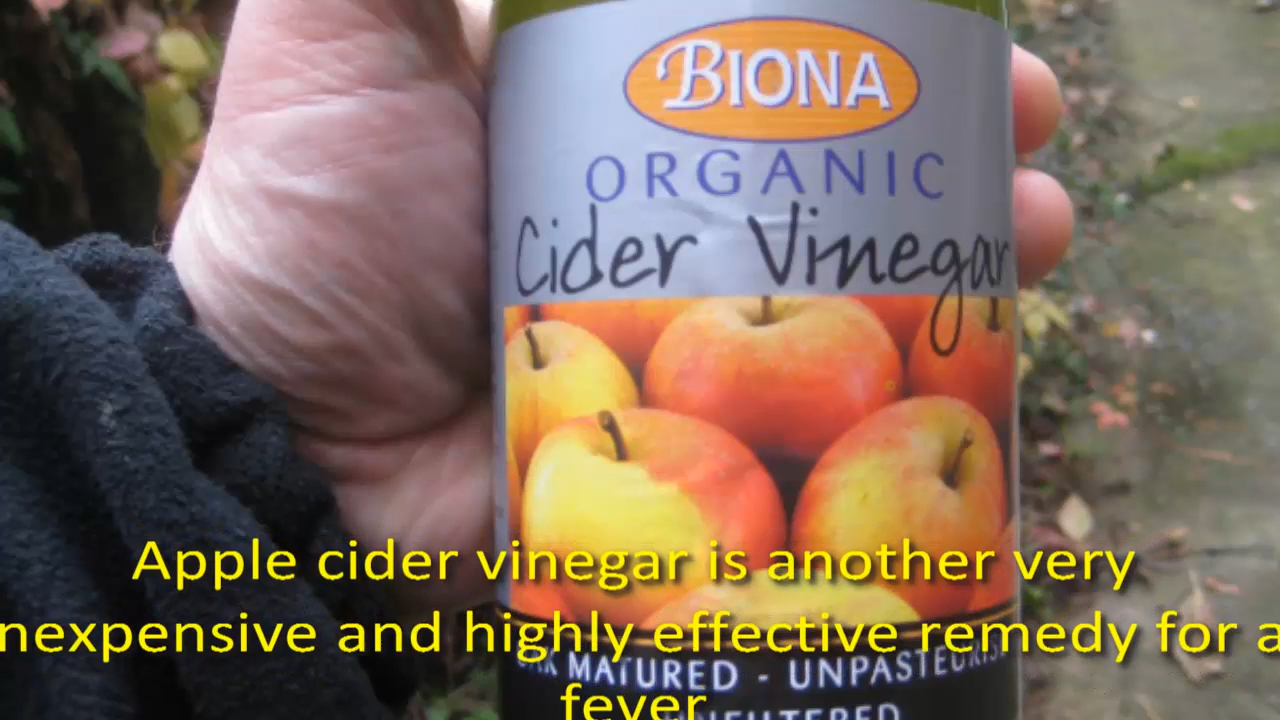 BIONA
ORGANIC
Cider Vinegar
Apple cider vinegar is another very
nexpensive and highly effective remedy for a
MATURED - UNPASTEURIS
fever